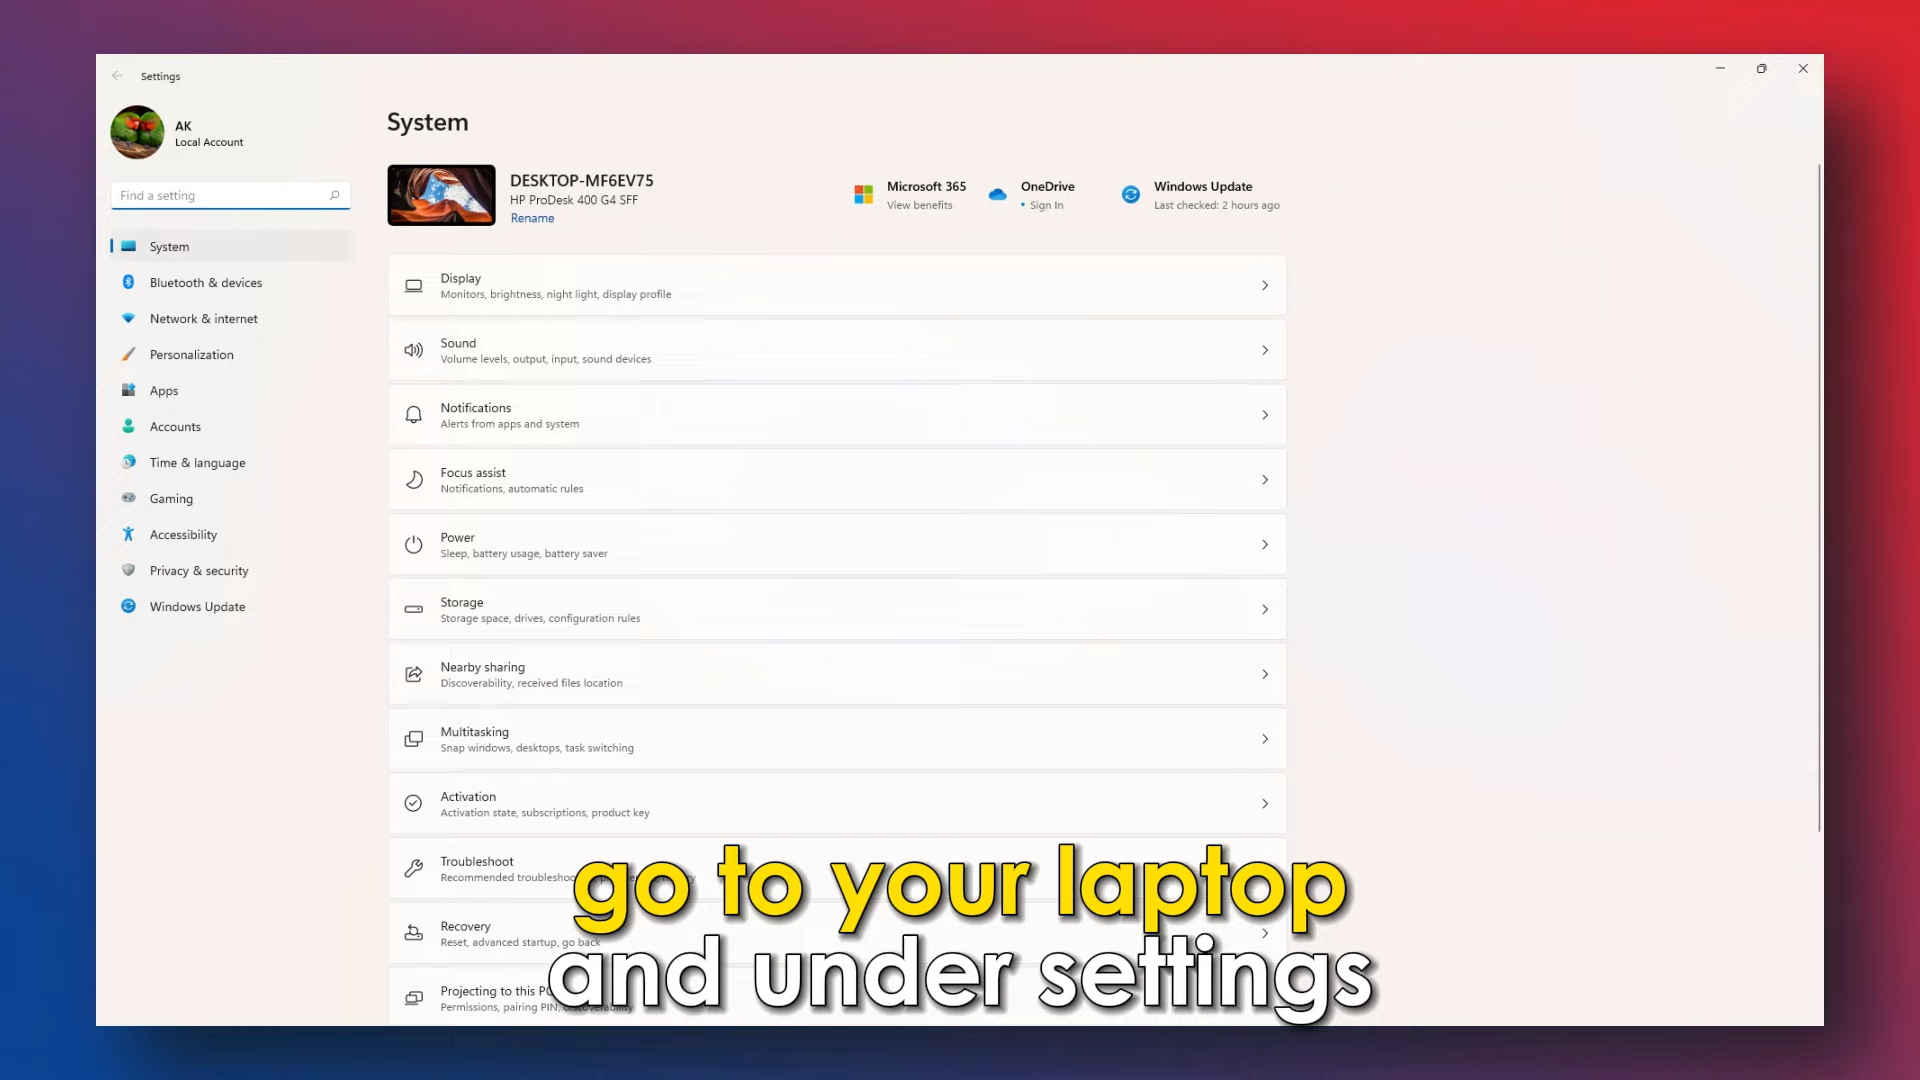 Settings
AK
Local Account
Find a setting
System
Bluetooth & devices
Network & internet
Personalization
Apps
Accounts
Time & language
Gaming
Accessibility
Privacy & security
Windows Update
System
DESKTOP-MF6EV75
HP ProDesk 400 G4 SFF
Rename
Microsoft 365
View benefits
OneDrive
• Sign In
Windows Update
Last checked: 2 hours ago
Display
Monitors, brightness, night light, display profile
Sound
Volume levels, output, input, sound devices
Notifications
Alerts from apps and system
Focus assist
Notifications, automatic rules
Power
Sleep, battery usage, battery saver
Storage
Storage space, drives, configuration rules
Nearby sharing
Discoverability, received files location
Multitasking
Snap windows, desktops, task switching
Activation
Activation state, subscriptions, product key
Troubleshoot
Recommended
Recovery
Reset, advanced startup, go back
Projecting to this
Permissions, pairing PIN, discoverability
go to your laptop
and under settings